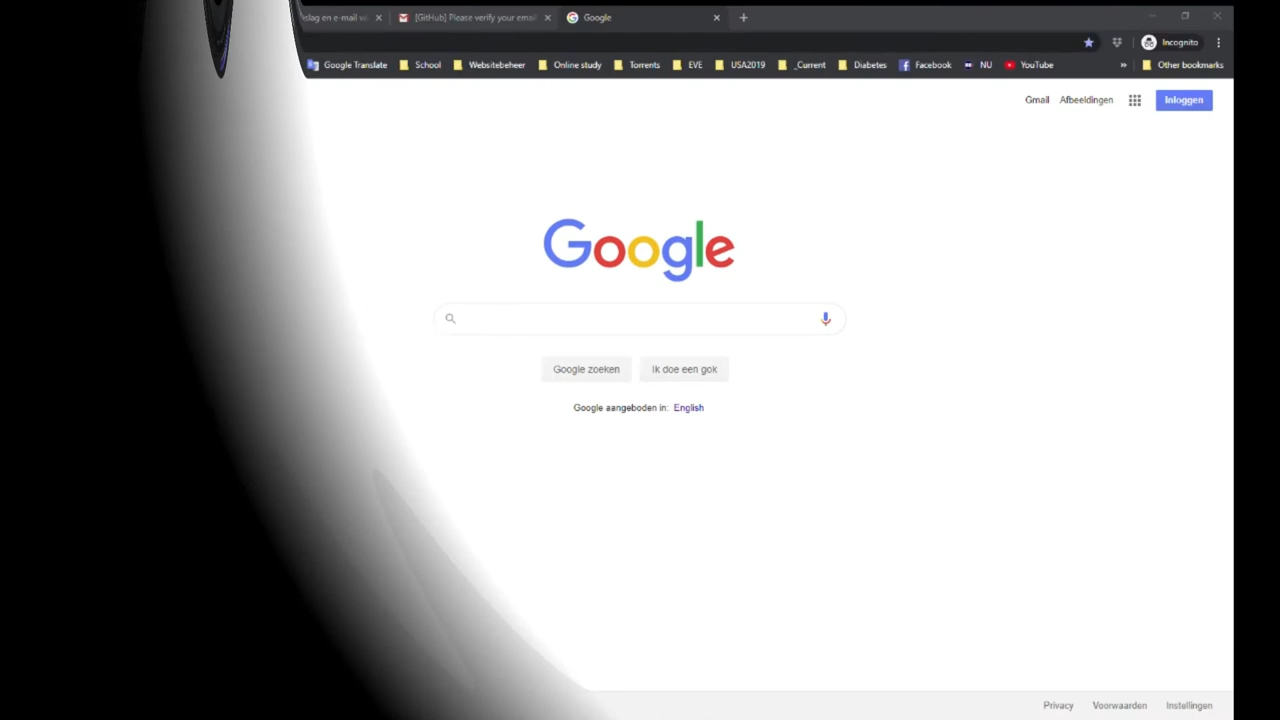 slag en e-mail [GitHub] Please verify your email Google
Incognito
Google Translate School Websitebeheer Online study Torrents EVE USA2019 _Current Diabetes Facebook NU YouTube » Other bookmarks
Gmail Afbeeldingen Inloggen
Google
Google zoeken Ik doe een gok
Google aangeboden in: English
Privacy Voorwaarden Instellingen